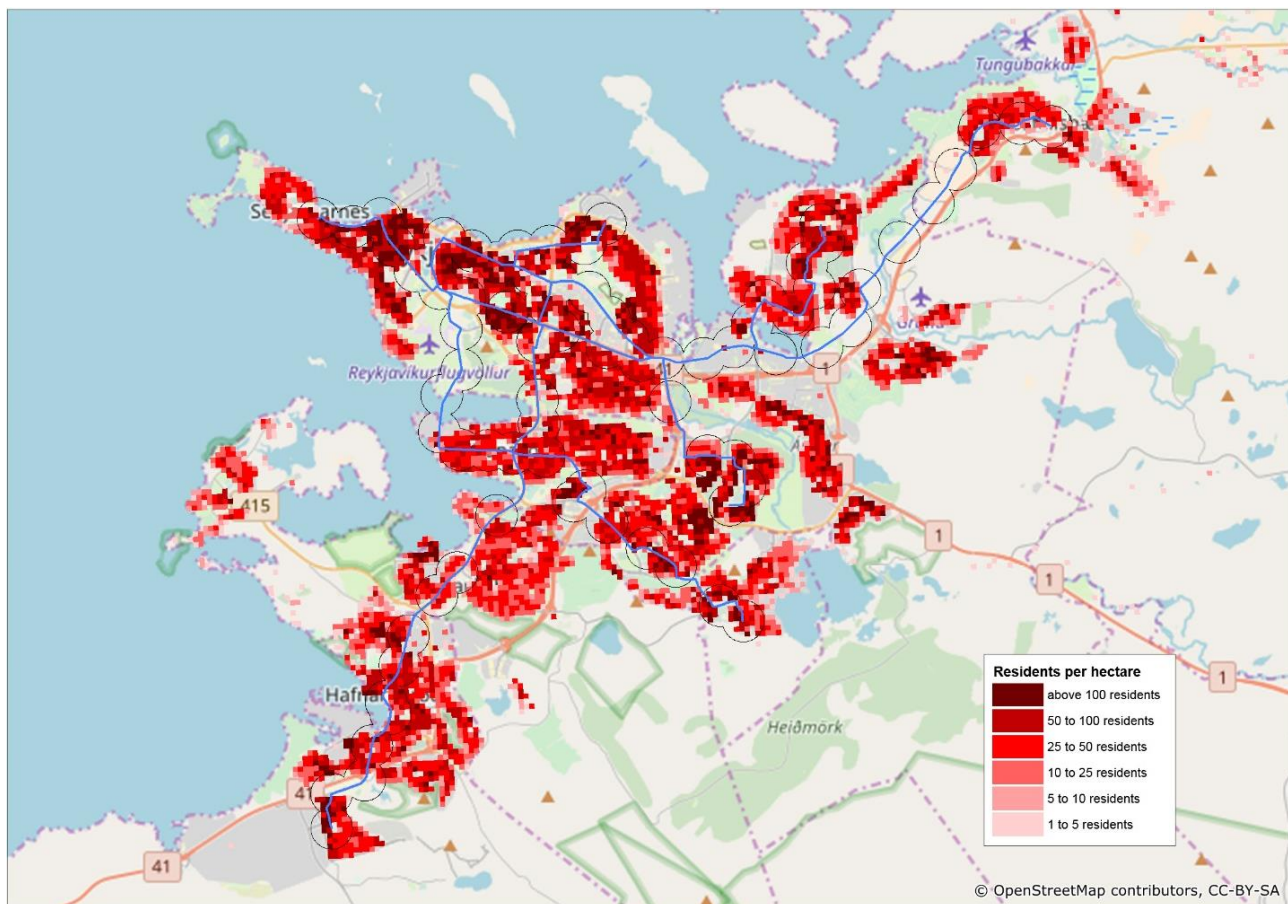 Tungubakkar
415
Reykjavíkurflugvöllur
41
1
1
1
1
Heiðmörk
41
41
Residents per hectare
above 100 residents
50 to 100 residents
25 to 50 residents
10 to 25 residents
5 to 10 residents
1 to 5 residents
© OpenStreetMap contributors, CC-BY-SA